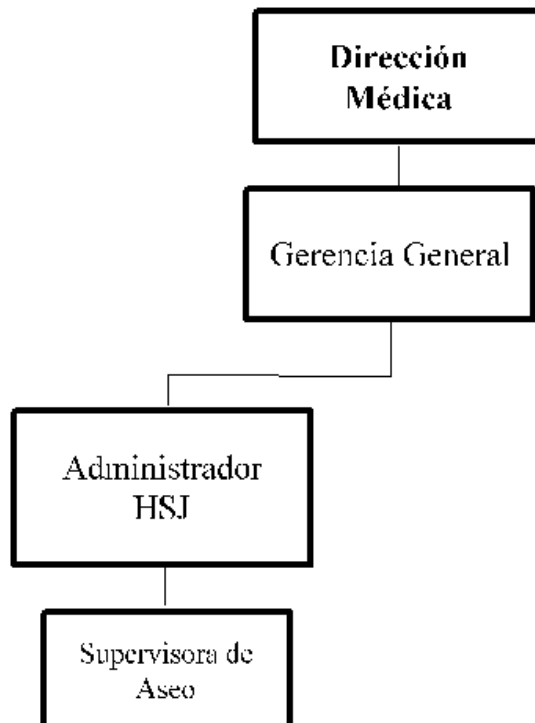 Dirección
Médica
Gerencia General
Administrador
HSJ
Supervisora de
Aseo